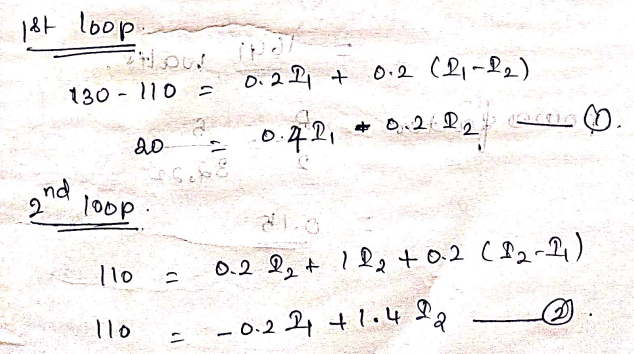 1st loop.
130 - 110 = 0.2 I₁ + 0.2 (I₁-I₂)
20 = 0.4 I₁ + 0.2 I₂ — ①.
2nd loop.
110 = 0.2 I₂ + 1 I₂ + 0.2 (I₂-I₁)
110 = - 0.2 I₁ + 1.4 I₂ — ②.